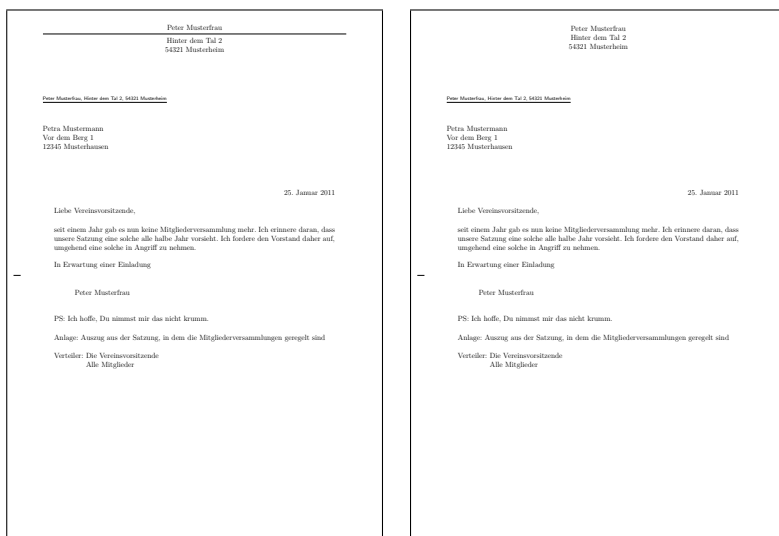 Peter Musterfrau
Hinter dem Tal 2
54321 Musterheim
Peter Musterfrau, Hinter dem Tal 2, 54321 Musterheim
Petra Mustermann
Vor dem Berg 1
12345 Musterhausen
25. Januar 2011
Liebe Vereinsvorsitzende,
seit einem Jahr gab es nun keine Mitgliederversammlung mehr. Ich erinnere daran, dass
unsere Satzung eine solche alle halbe Jahr vorsieht. Ich fordere den Vorstand daher auf,
umgehend eine solche in Angriff zu nehmen.
In Erwartung einer Einladung
Peter Musterfrau
PS: Ich hoffe, Du nimmst mir das nicht krumm.
Anlage: Auszug aus der Satzung, in dem die Mitgliederversammlungen geregelt sind
Verteiler: Die Vereinsvorsitzende
Alle Mitglieder
Peter Musterfrau
Hinter dem Tal 2
54321 Musterheim
Peter Musterfrau, Hinter dem Tal 2, 54321 Musterheim
Petra Mustermann
Vor dem Berg 1
12345 Musterhausen
25. Januar 2011
Liebe Vereinsvorsitzende,
seit einem Jahr gab es nun keine Mitgliederversammlung mehr. Ich erinnere daran, dass
unsere Satzung eine solche alle halbe Jahr vorsieht. Ich fordere den Vorstand daher auf,
umgehend eine solche in Angriff zu nehmen.
In Erwartung einer Einladung
Peter Musterfrau
PS: Ich hoffe, Du nimmst mir das nicht krumm.
Anlage: Auszug aus der Satzung, in dem die Mitgliederversammlungen geregelt sind
Verteiler: Die Vereinsvorsitzende
Alle Mitglieder